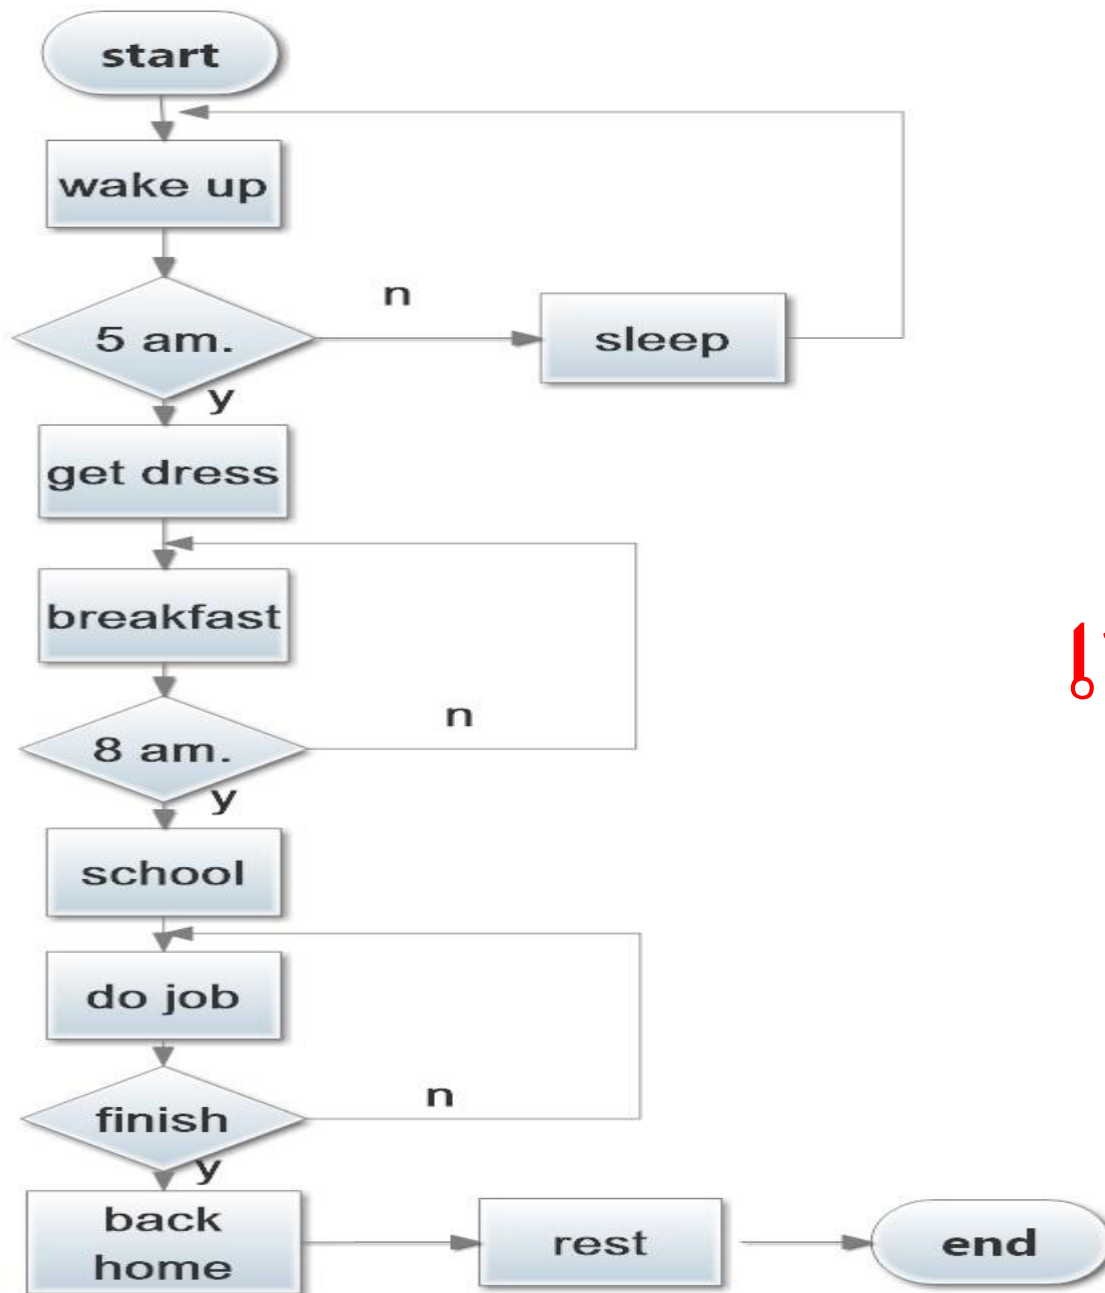 start
wake up
5 am.
n
sleep
y
get dress
breakfast
8 am.
n
y
school
do job
finish
n
y
back
home
rest
end